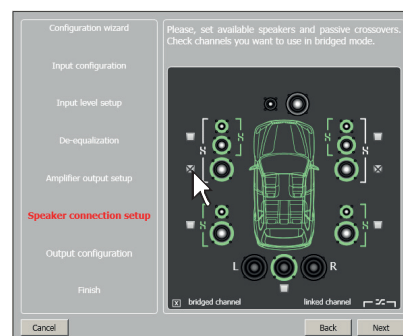 Configuration wizard
Input configuration
Input level setup
De-equalization
Amplifier output setup
Speaker connection setup
Output configuration
Finish
Please, set available speakers and passive crossovers.
Check channels you want to use in bridged mode.
L R
X bridged channel linked channel
Cancel Back Next